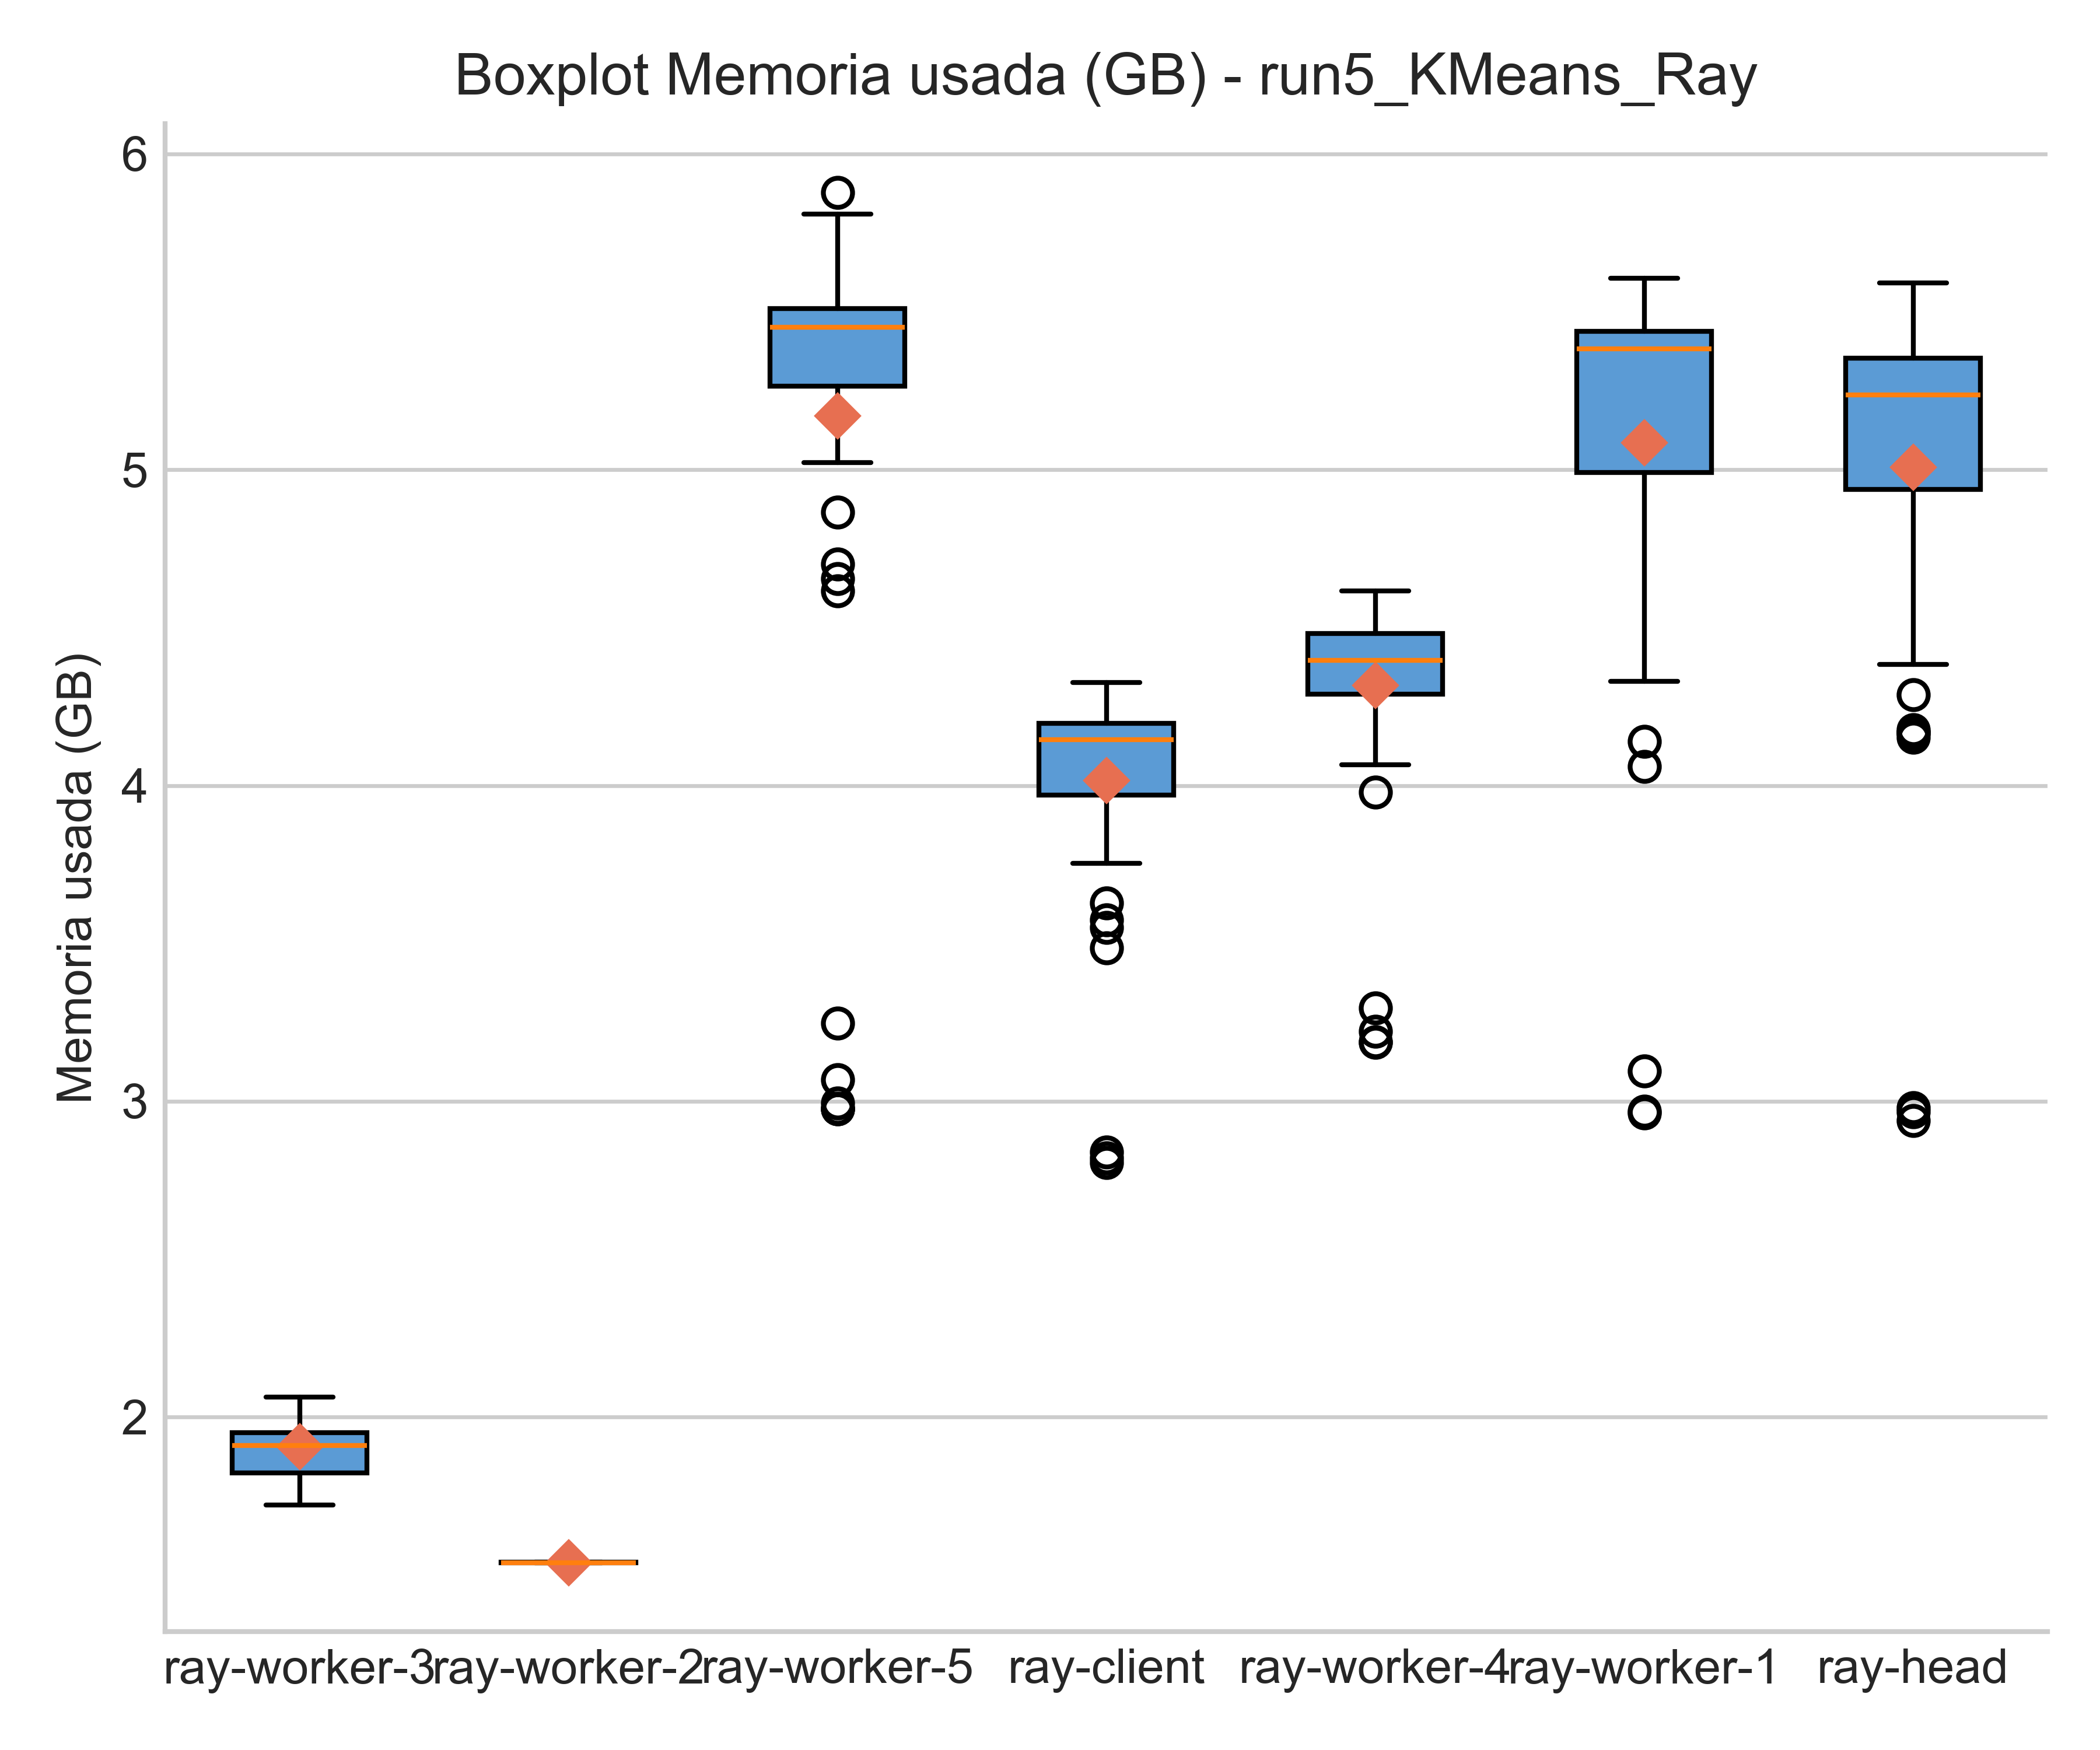 Boxplot Memoria usada (GB) - run5_KMeans_Ray
Memoria usada (GB)
6
5
4
3
2
ray-worker-3 ray-worker-2 ray-worker-5 ray-client ray-worker-4 ray-worker-1 ray-head